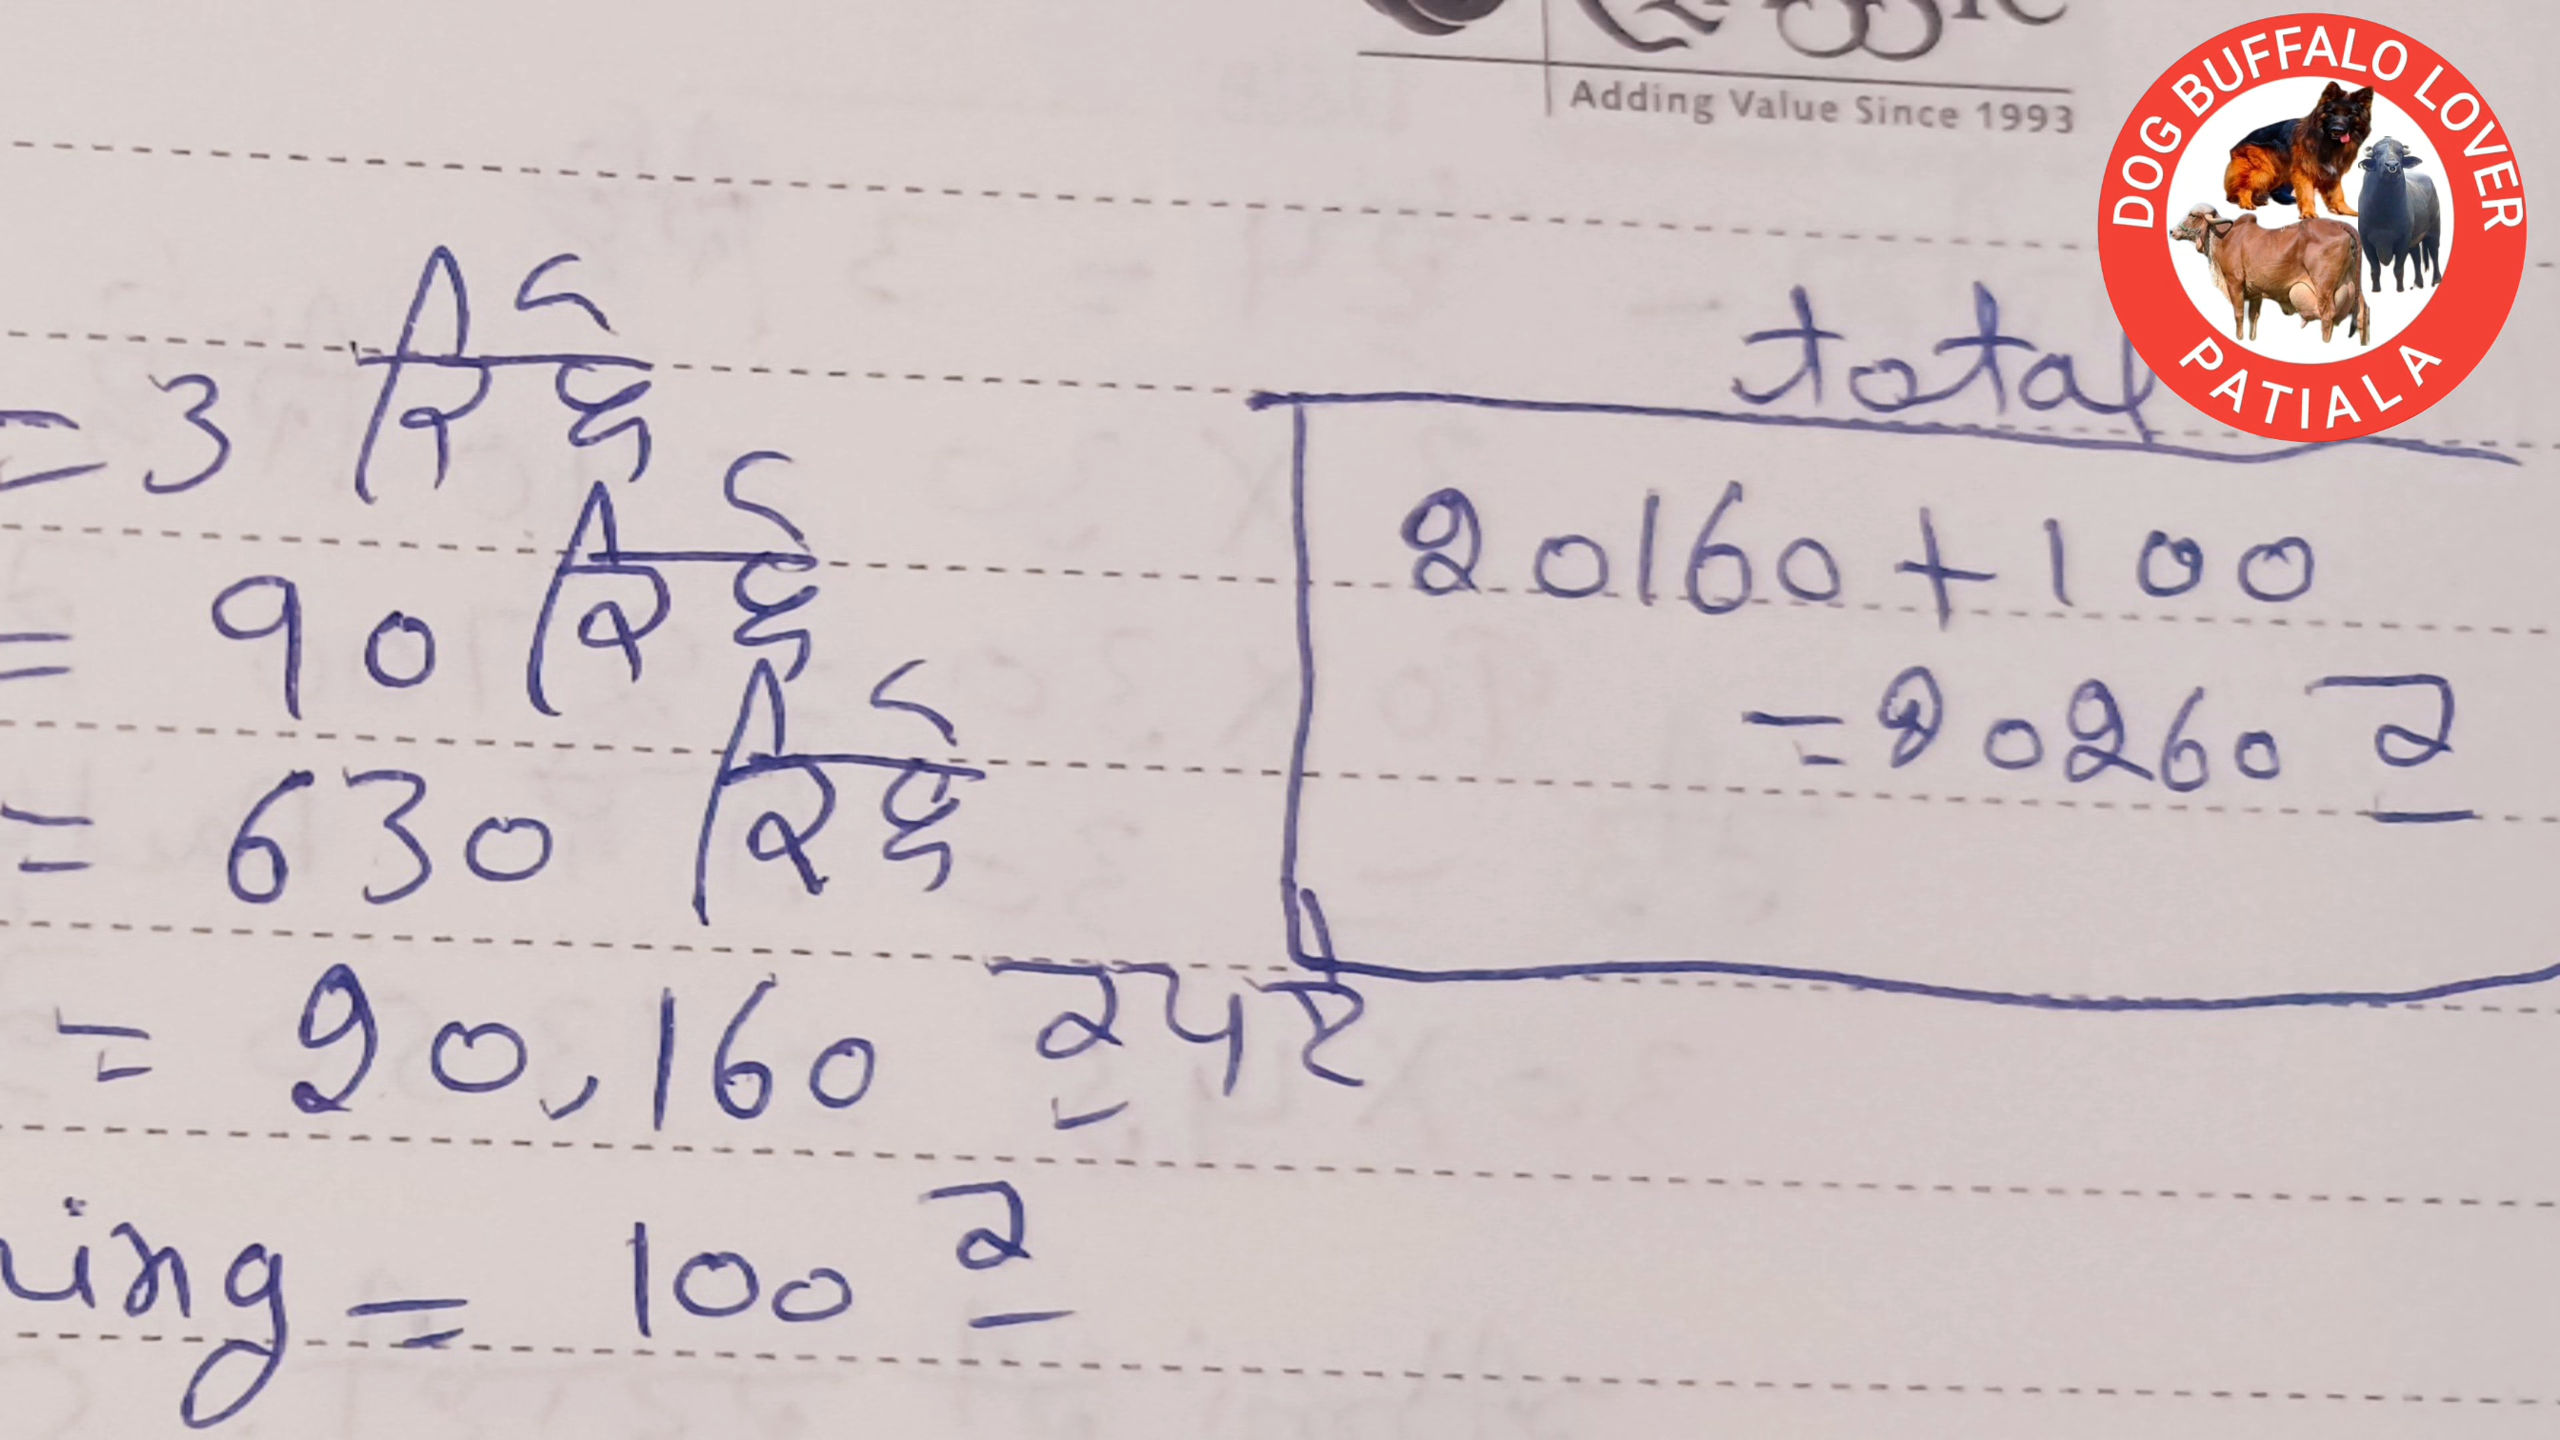 Adding Value Since 1993
DOG BUFFALO LOVER
PATIALA
= 3
= 90
= 630
= 20,160 रुपए
= 100 रु
total
20160 + 100
= 20260 रु